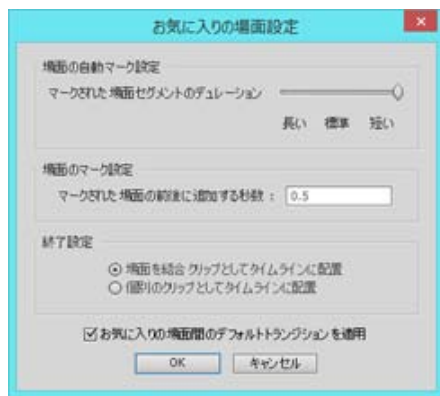 お気に入りの場面設定
場面の自動マーク設定
マークされた場面セグメントのデュレーション
長い 標準 短い
場面のマーク設定
マークされた場面の前後に追加する秒数： 0.5
終了設定
場面を結合クリップとしてタイムラインに配置
個別のクリップとしてタイムラインに配置
お気に入りの場面間のデフォルトトランジションを適用
OK キャンセル